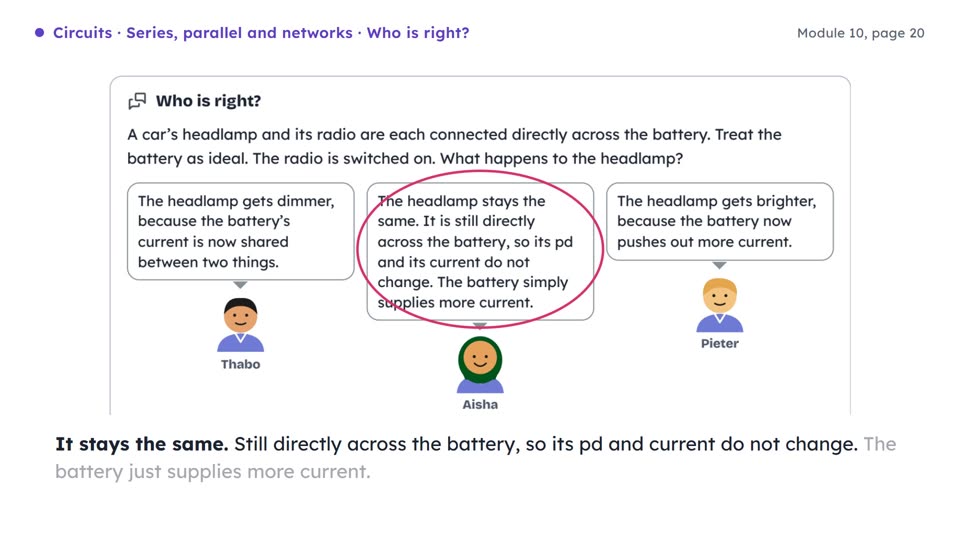 Circuits · Series, parallel and networks · Who is right?
Module 10, page 20
Who is right?
A car’s headlamp and its radio are each connected directly across the battery. Treat the
battery as ideal. The radio is switched on. What happens to the headlamp?
The headlamp gets dimmer,
because the battery’s
current is now shared
between two things.
Thabo
The headlamp stays the
same. It is still directly
across the battery, so its pd
and its current do not
change. The battery simply
supplies more current.
Aisha
The headlamp gets brighter,
because the battery now
pushes out more current.
Pieter
It stays the same. Still directly across the battery, so its pd and current do not change. The
battery just supplies more current.